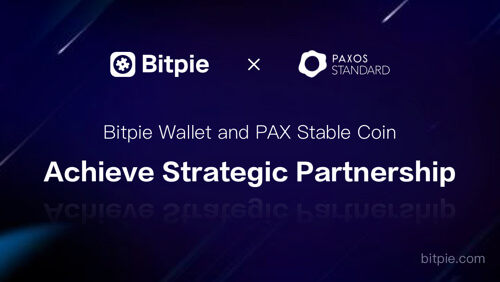 Bitpie × PAXOS
STANDARD
Bitpie Wallet and PAX Stable Coin
Achieve Strategic Partnership
bitpie.com